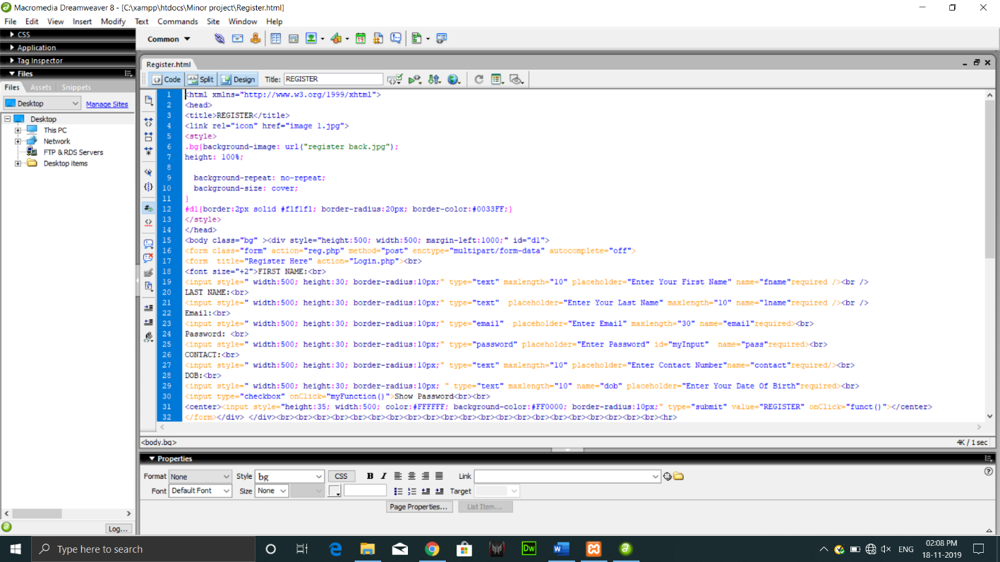 Macromedia Dreamweaver 8 - [C:\xampp\htdocs\Minor project\Register.html]
File Edit View Insert Modify Text Commands Site Window Help
CSS
Application
Tag Inspector
Files
Files Assets Snippets
Desktop Manage Sites
Desktop
This PC
Network
FTP & RDS Servers
Desktop items
Log...
Common
19
Register.html
Code Split Design Title: REGISTER
1 <html xmlns="http://www.w3.org/1999/xhtml">
2 <head>
3 <title>REGISTER</title>
4 <link rel="icon" href="image 1.jpg">
5 <style>
6 .bg{background-image: url("register back.jpg");
7 height: 100%;
8
9 background-repeat: no-repeat;
10 background-size: cover;
11 }
12 #d1{border:2px solid #f1f1f1; border-radius:20px; border-color:#0033FF;}
13 </style>
14 </head>
15 <body class="bg" ><div style="height:500; width:500; margin-left:1000;" id="d1">
16 <form class="form" action="reg.php" method="post" enctype="multipart/form-data" autocomplete="off">
17 <form  title="Register Here" action="Login.php"><br>
18 <font size="+2">FIRST NAME:<br>
19 <input style=" width:500; height:30; border-radius:10px;" type="text" maxlength="10" placeholder="Enter Your First Name" name="fname"required /><br />
20 LAST NAME:<br>
21 <input style=" width:500; height:30; border-radius:10px;" type="text"  placeholder="Enter Your Last Name" maxlength="10" name="lname"required /><br />
22 Email:<br>
23 <input style=" width:500; height:30; border-radius:10px;" type="email"  placeholder="Enter Email" maxlength="30" name="email"required><br>
24 Password: <br>
25 <input style=" width:500; height:30; border-radius:10px;" type="password" placeholder="Enter Password" id="myInput"  name="pass"required><br>
26 CONTACT:<br>
27 <input style=" width:500; height:30; border-radius:10px;" type="text" maxlength="10" placeholder="Enter Contact Number"name="contact"required/><br>
28 DOB:<br>
29 <input style=" width:500; height:30; border-radius:10px; " type="text" maxlength="10" name="dob" placeholder="Enter Your Date Of Birth"required><br>
30 <input type="checkbox" onClick="myFunction()">Show Password<br><br>
31 <center><input style="height:35; width:500; color:#FFFFFF; background-color:#FF0000; border-radius:10px;" type="submit" value="REGISTER" onClick="funct()"></center>
32 </form></div> </div><br><br><br><br><br><br><br><br><br><br><br><br><br><br><br><br><br><br><br><br><br><hr>
<body.bg> 4K / 1 sec
Properties
Format None Style bg CSS B I Link
Font Default Font Size None Target
Page Properties... List Item...
Type here to search
Dw
ENG
02:08 PM
18-11-2019